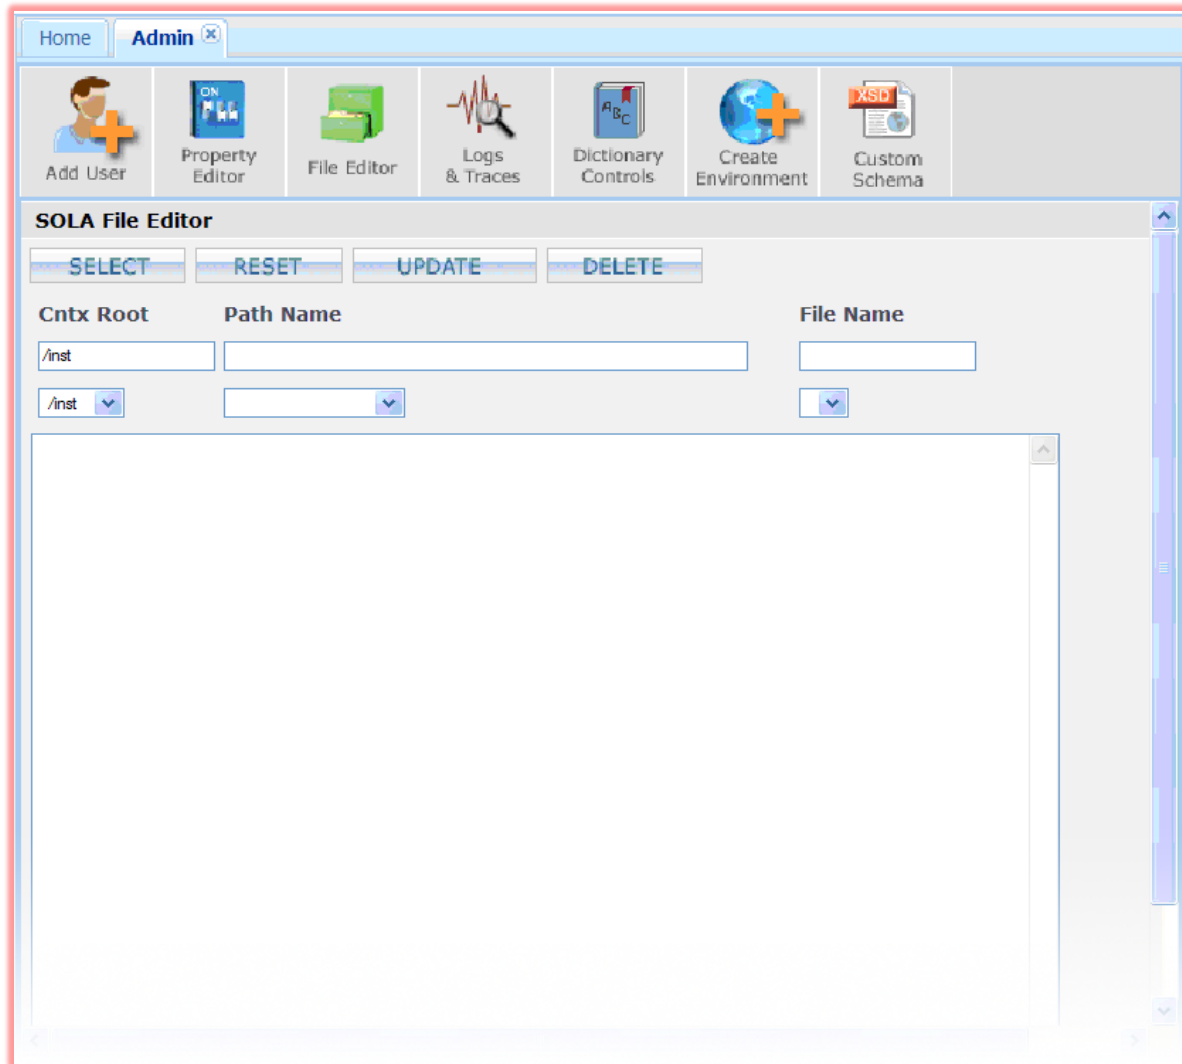 Home Admin
ON
XSD
ABC
Add User
Property
Editor
File Editor
Logs
& Traces
Dictionary
Controls
Create
Environment
Custom
Schema
SOLA File Editor
SELECT RESET UPDATE DELETE
Cntx Root Path Name File Name
/inst
/inst